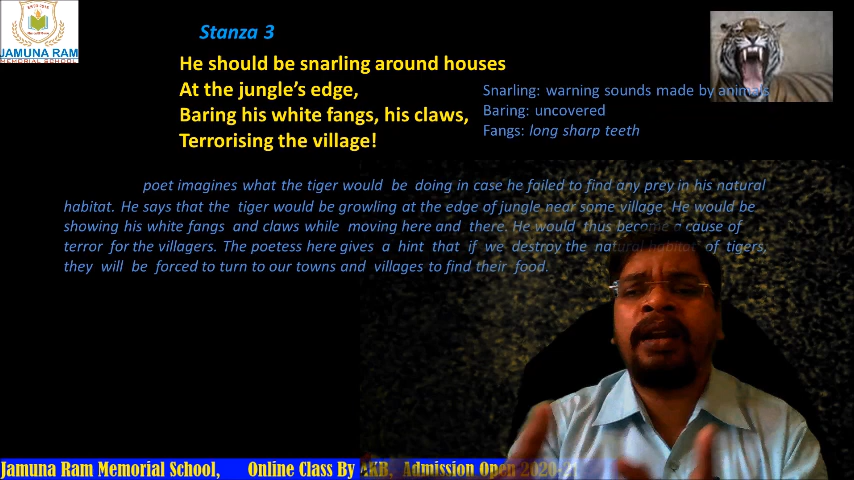 JAMUNA RAM
MEMORIAL SCHOOL
Stanza 3
He should be snarling around houses
At the jungle's edge,
Baring his white fangs, his claws,
Terrorising the village!
Snarling: warning sounds made by animals
Baring: uncovered
Fangs: long sharp teeth
poet imagines what the tiger would be doing in case he failed to find any prey in his natural
habitat. He says that the tiger would be growling at the edge of jungle near some village. He would be
showing his white fangs and claws while moving here and there. He would thus become a cause of
terror for the villagers. The poetess here gives a hint that if we destroy the natural habitat of tigers,
they will be forced to turn to our towns and villages to find their food.
Jamuna Ram Memorial School, Online Class By AKB, Admission Open 2020-21